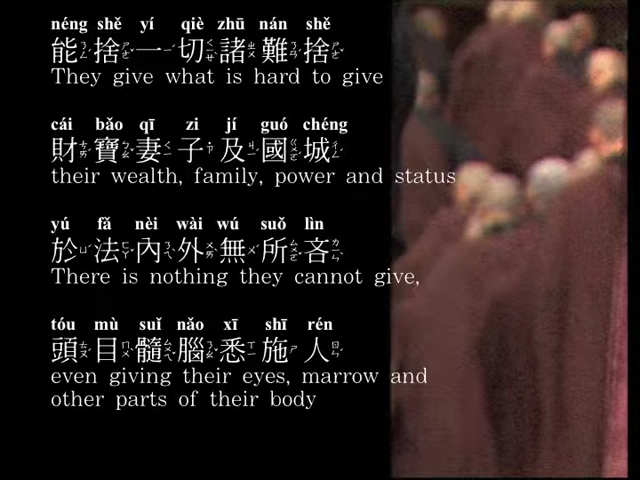 néng shě yí qiè zhū nán shě
能捨一切諸難捨
They give what is hard to give
cái bǎo qī zi jí guó chéng
財寶妻子及國城
their wealth, family, power and status
yú fǎ nèi wài wú suǒ lìn
於法內外無所吝
There is nothing they cannot give,
tóu mù suǐ nǎo xī shī rén
頭目髓腦悉施人
even giving their eyes, marrow and
other parts of their body